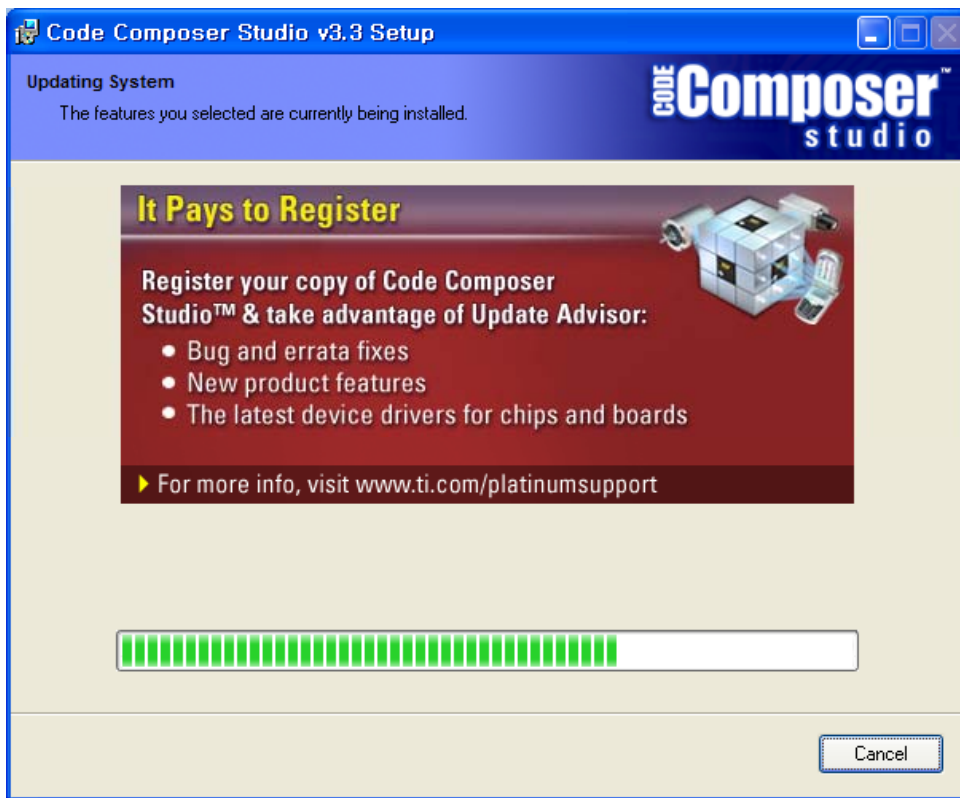 Code Composer Studio v3.3 Setup
Updating System
The features you selected are currently being installed.
CODE Composer™
studio
It Pays to Register
Register your copy of Code Composer
Studio™ & take advantage of Update Advisor:
• Bug and errata fixes
• New product features
• The latest device drivers for chips and boards
For more info, visit www.ti.com/platinumsupport
Cancel